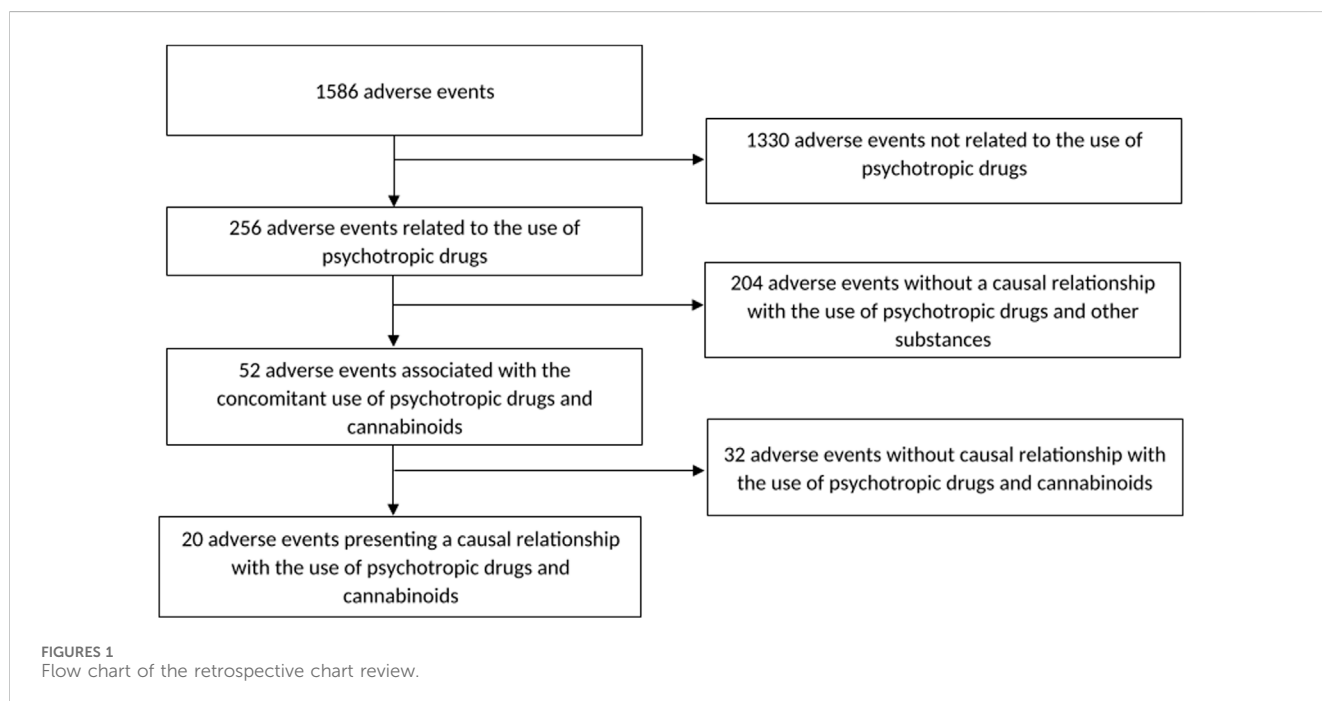 1586 adverse events
1330 adverse events not related to the use of
psychotropic drugs
256 adverse events related to the use of
psychotropic drugs
204 adverse events without a causal relationship
with the use of psychotropic drugs and other
substances
52 adverse events associated with the
concomitant use of psychotropic drugs and
cannabinoids
32 adverse events without causal relationship with
the use of psychotropic drugs and cannabinoids
20 adverse events presenting a causal relationship
with the use of psychotropic drugs and
cannabinoids
FIGURES 1
Flow chart of the retrospective chart review.